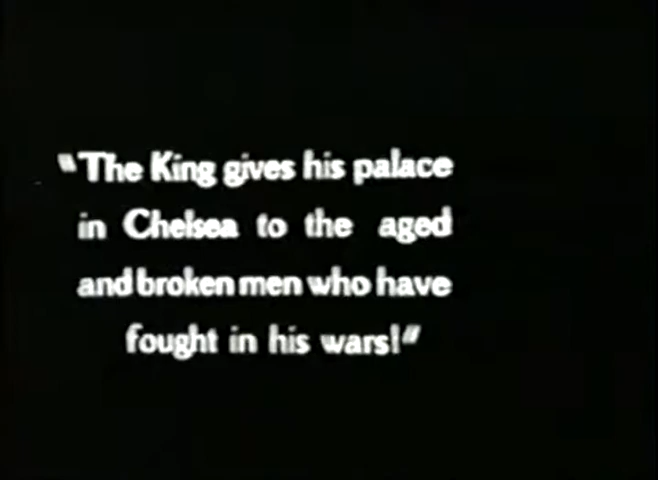 "The King gives his palace
in Chelsea to the aged
and broken men who have
fought in his wars!"